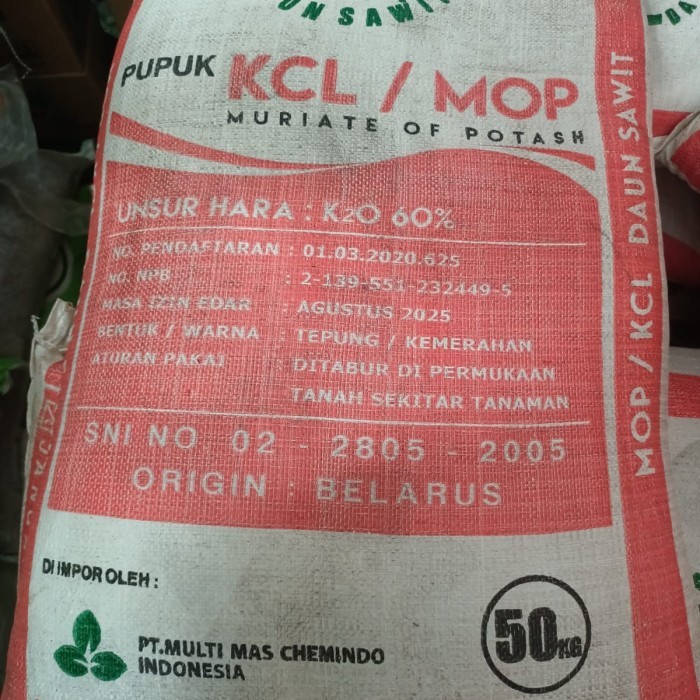 UN SAWIT
PUPUK KCL / MOP
MURIATE OF POTASH
UNSUR HARA : K2O 60%
NO. PENDAFTARAN : 01.03.2020.625
NO. NPB : 2-139-551-232449-5
MASA IZIN EDAR : AGUSTUS 2025
BENTUK / WARNA : TEPUNG / KEMERAHAN
ATURAN PAKAI : DITABUR DI PERMUKAAN
TANAH SEKITAR TANAMAN
SNI NO 02 - 2805 - 2005
ORIGIN : BELARUS
DI IMPOR OLEH :
PT.MULTI MAS CHEMINDO
INDONESIA
50KG
MOP / KCL DAUN SAWIT